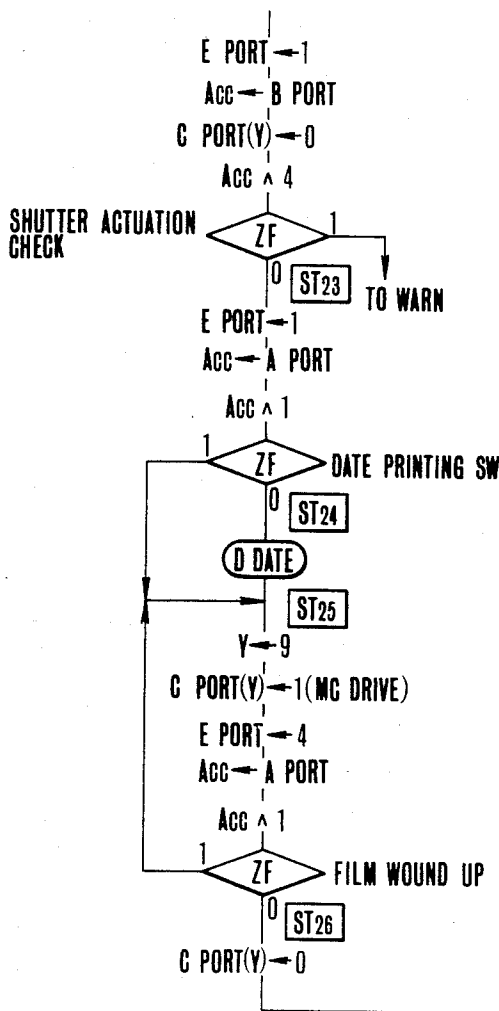 E PORT←1
Acc←B PORT
C PORT(Y)←0
Acc ∧ 4
SHUTTER ACTUATION
CHECK
ZF
1
0
ST23
TO WARN
E PORT←1
Acc←A PORT
Acc ∧ 1
1
ZF
DATE PRINTING SW
0
ST24
D DATE
ST25
Y←9
C PORT(Y)←1(MC DRIVE)
E PORT←4
Acc←A PORT
Acc ∧ 1
1
ZF
FILM WOUND UP
0
ST26
C PORT(Y)←0